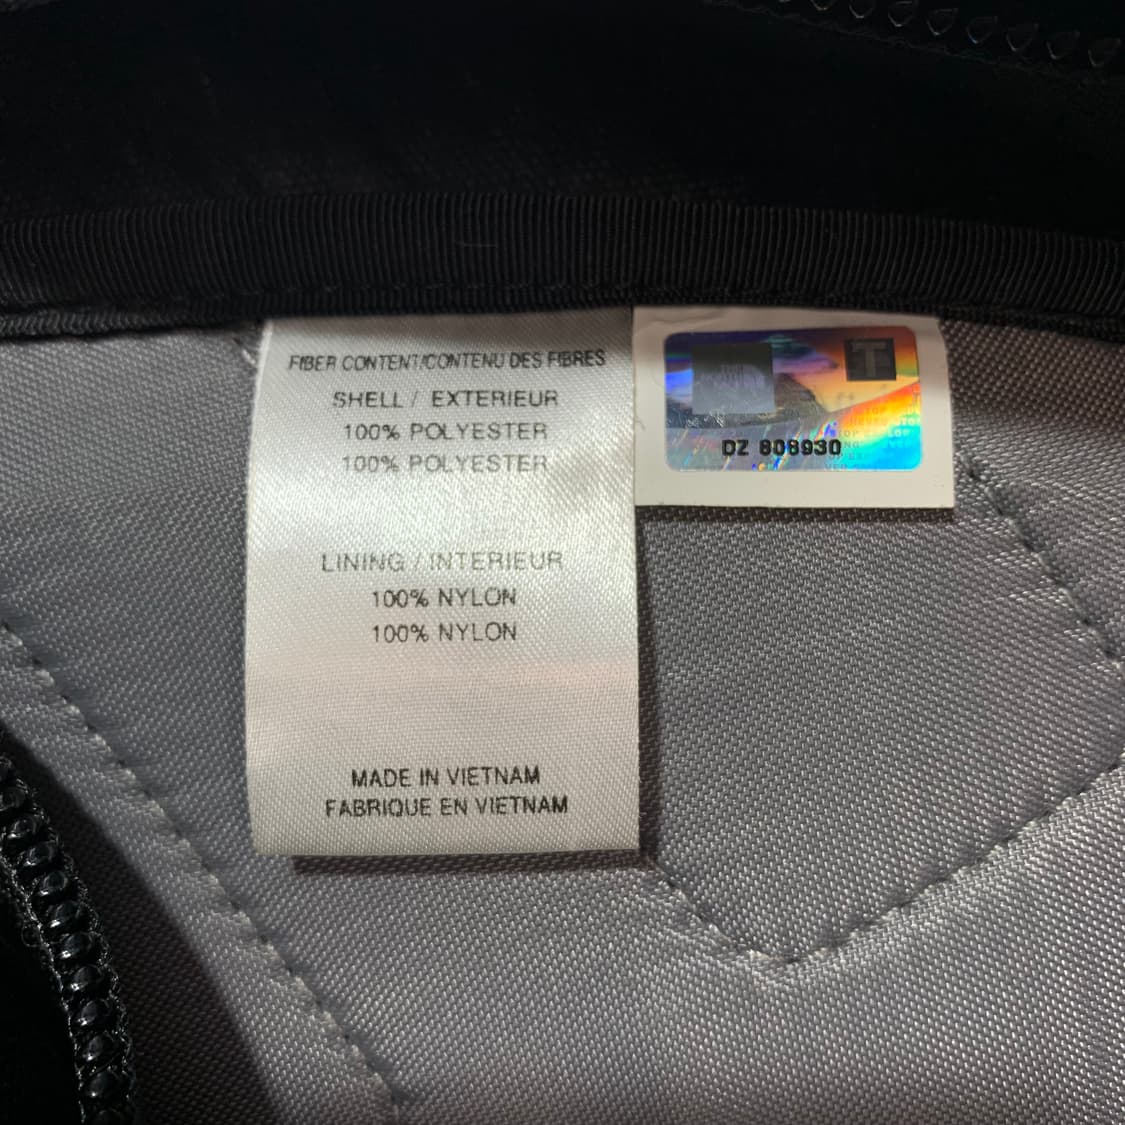 FIBER CONTENT/CONTENU DES FIBRES
SHELL / EXTERIEUR
100% POLYESTER
100% POLYESTER
LINING / INTERIEUR
100% NYLON
100% NYLON
MADE IN VIETNAM
FABRIQUE EN VIETNAM
T
DZ 808930